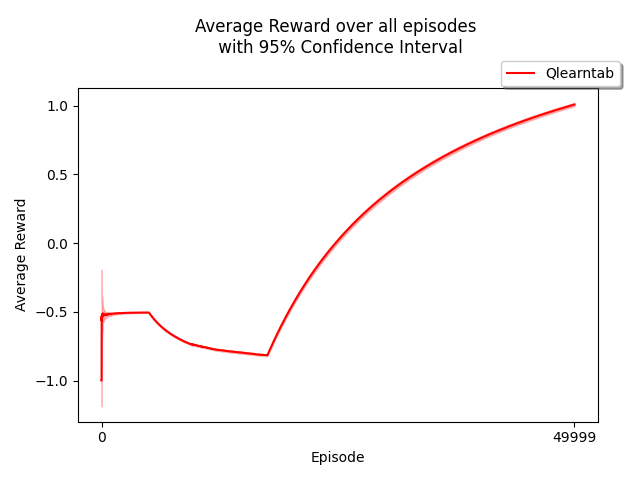 Average Reward over all episodes
with 95% Confidence Interval
Qlearntab
1.0
0.5
0.0
−0.5
−1.0
Average Reward
0
49999
Episode